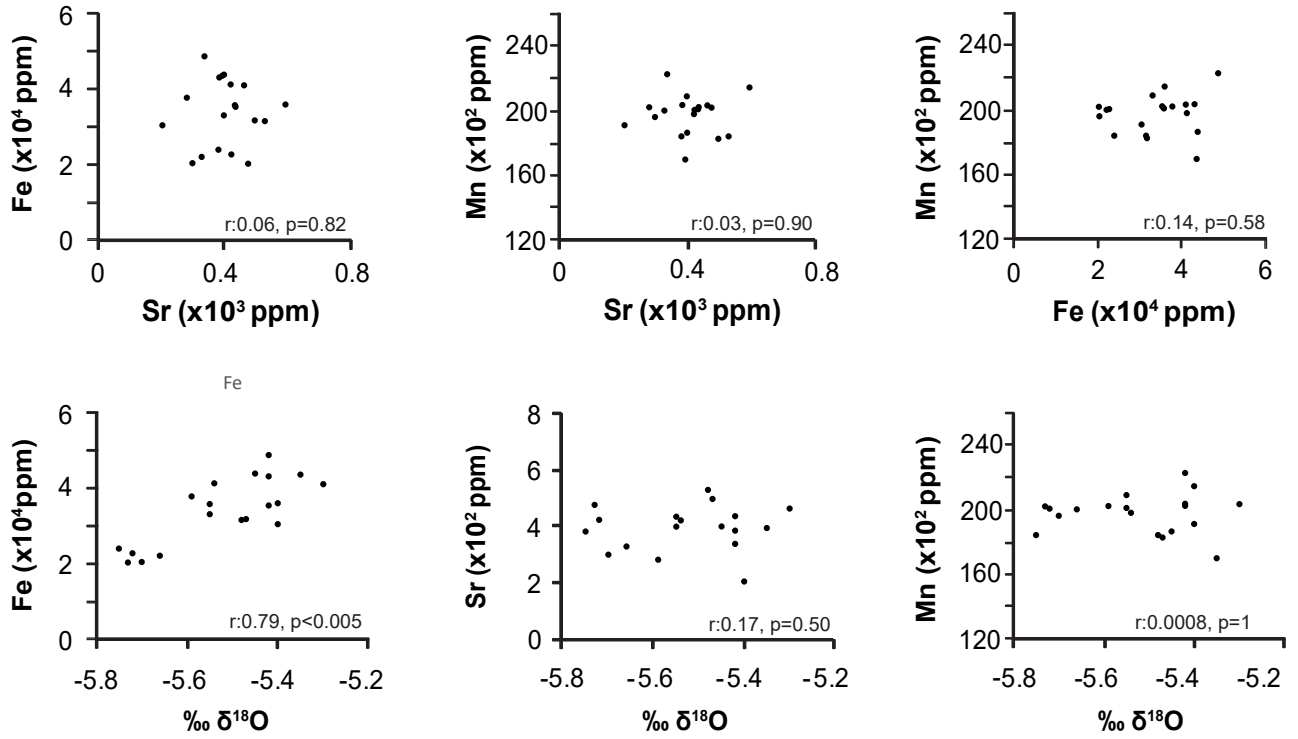 6
4
2
0
Fe (x10⁴ ppm)
r:0.06, p=0.82
0 0.4 0.8
Sr (x10³ ppm)
240
200
160
120
Mn (x10² ppm)
r:0.03, p=0.90
0 0.4 0.8
Sr (x10³ ppm)
240
200
160
120
Mn (x10² ppm)
r:0.14, p=0.58
0 2 4 6
Fe (x10⁴ ppm)
Fe
6
4
2
0
Fe (x10⁴ppm)
r:0.79, p<0.005
-5.8 -5.6 -5.4 -5.2
‰ δ¹⁸O
8
6
4
2
0
Sr (x10² ppm)
r:0.17, p=0.50
-5.8 -5.6 -5.4 -5.2
‰ δ¹⁸O
240
200
160
120
Mn (x10² ppm)
r:0.0008, p=1
-5.8 -5.6 -5.4 -5.2
‰ δ¹⁸O